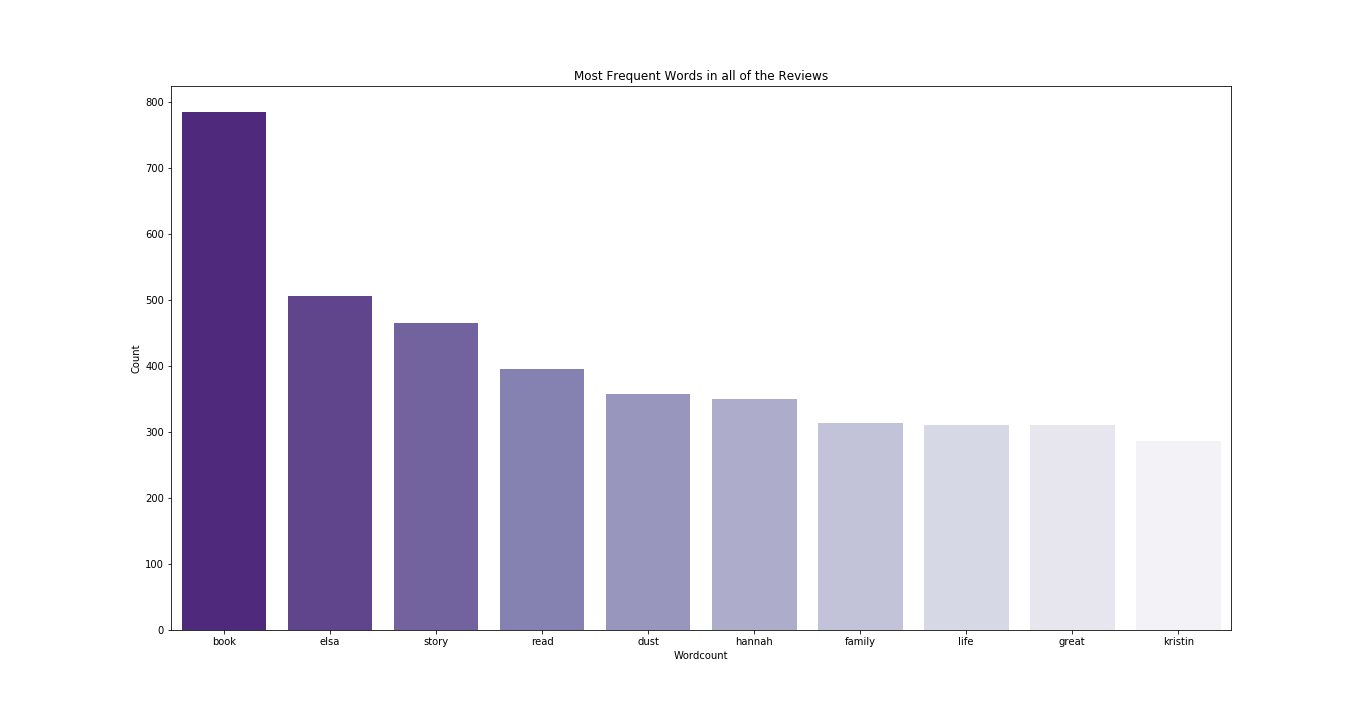 Most Frequent Words in all of the Reviews
Count
800
700
600
500
400
300
200
100
0
book elsa story read dust hannah family life great kristin
Wordcount